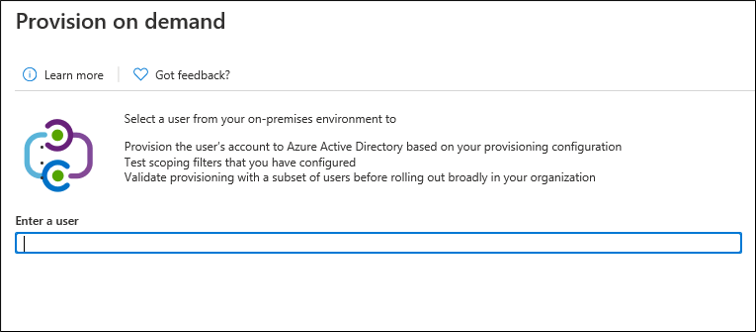 Provision on demand
Learn more
Got feedback?
Select a user from your on-premises environment to
Provision the user's account to Azure Active Directory based on your provisioning configuration
Test scoping filters that you have configured
Validate provisioning with a subset of users before rolling out broadly in your organization
Enter a user